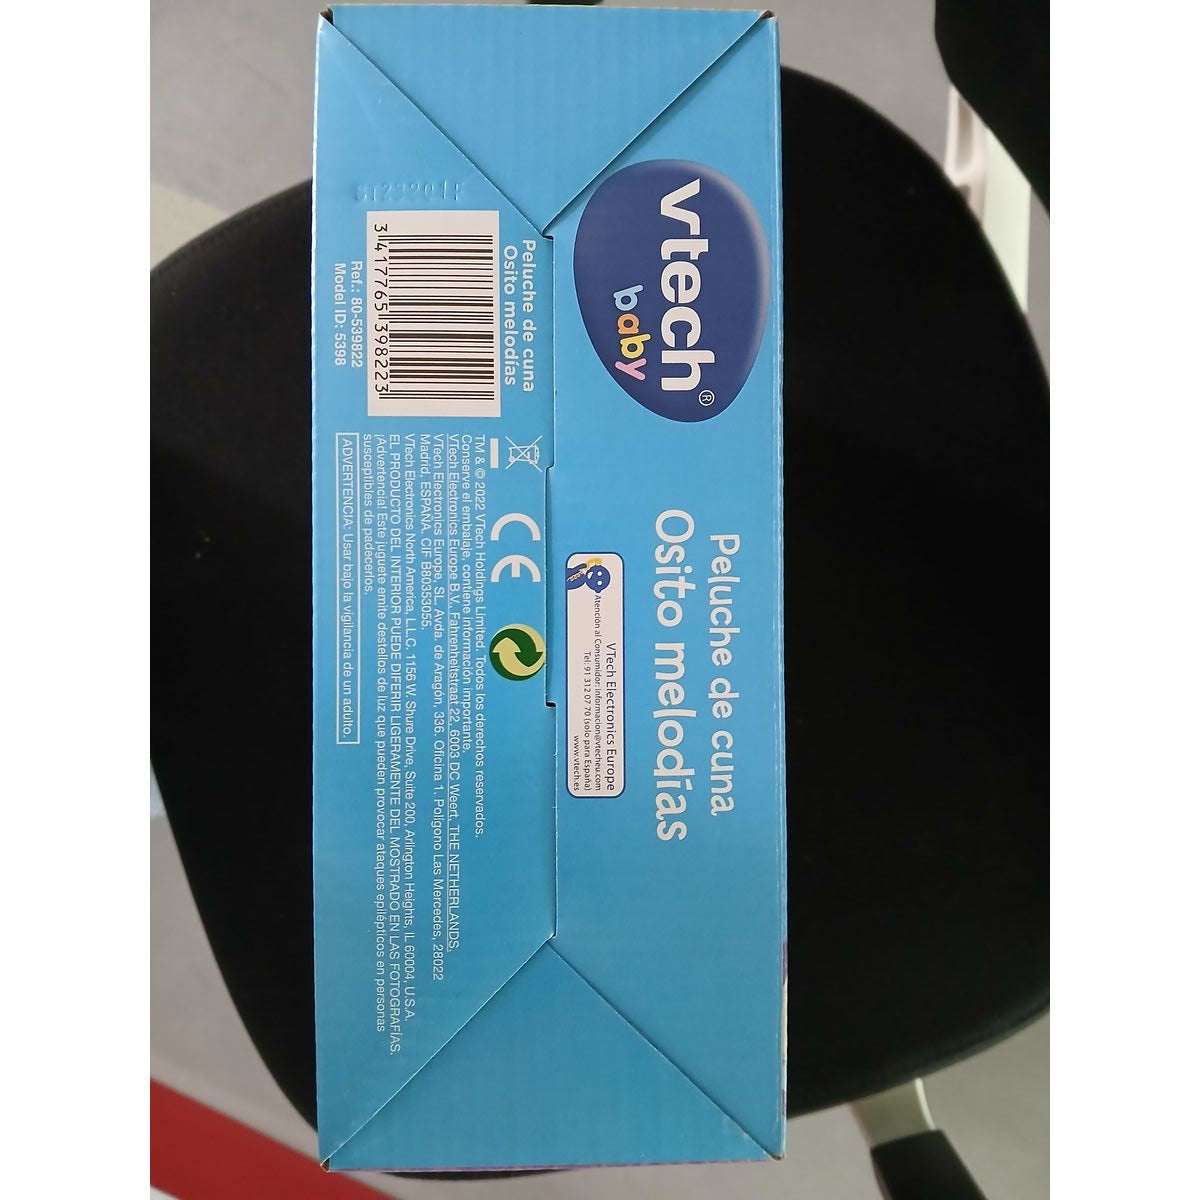 vtech®
baby
Peluche de cuna
Osito melodías
VTech Electronics Europe
Atención al Consumidor: informacion@vtecheu.com
Tel: 91 312 07 70 (solo para España)
www.vtech.es
Peluche de cuna
Osito melodías
3 417765 398223
Ref.: 80-539822
Model ID: 5398
ST23201F
CE
TM & © 2022 VTech Holdings Limited. Todos los derechos reservados.
Conserve el embalaje, contiene información importante.
VTech Electronics Europe B.V. Fahrenheitstraat 22, 6003 DC Weert, THE NETHERLANDS.
VTech Electronics Europe, SL. Avda. de Aragón, 336. Oficina 1. Polígono Las Mercedes, 28022
Madrid, ESPAÑA. CIF B80353055.
VTech Electronics North America, L.L.C. 1156 W. Shure Drive, Suite 200, Arlington Heights, IL 60004, U.S.A.
EL PRODUCTO DEL INTERIOR PUEDE DIFERIR LIGERAMENTE DEL MOSTRADO EN LAS FOTOGRAFÍAS.
¡Advertencia! Este juguete emite destellos de luz que pueden provocar ataques epilépticos en personas
susceptibles de padecerlos.
ADVERTENCIA: Usar bajo la vigilancia de un adulto.